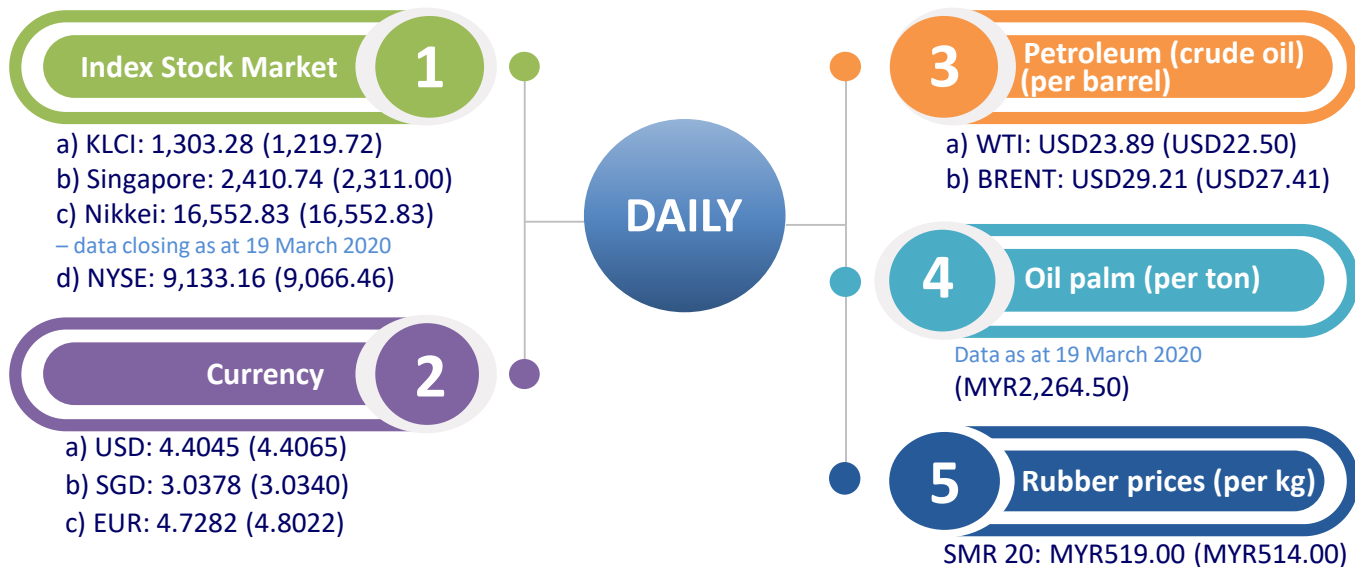 Index Stock Market
1
a) KLCI: 1,303.28 (1,219.72)
b) Singapore: 2,410.74 (2,311.00)
c) Nikkei: 16,552.83 (16,552.83)
– data closing as at 19 March 2020
d) NYSE: 9,133.16 (9,066.46)
Currency
2
a) USD: 4.4045 (4.4065)
b) SGD: 3.0378 (3.0340)
c) EUR: 4.7282 (4.8022)
DAILY
3
Petroleum (crude oil)
(per barrel)
a) WTI: USD23.89 (USD22.50)
b) BRENT: USD29.21 (USD27.41)
4
Oil palm (per ton)
Data as at 19 March 2020
(MYR2,264.50)
5
Rubber prices (per kg)
SMR 20: MYR519.00 (MYR514.00)